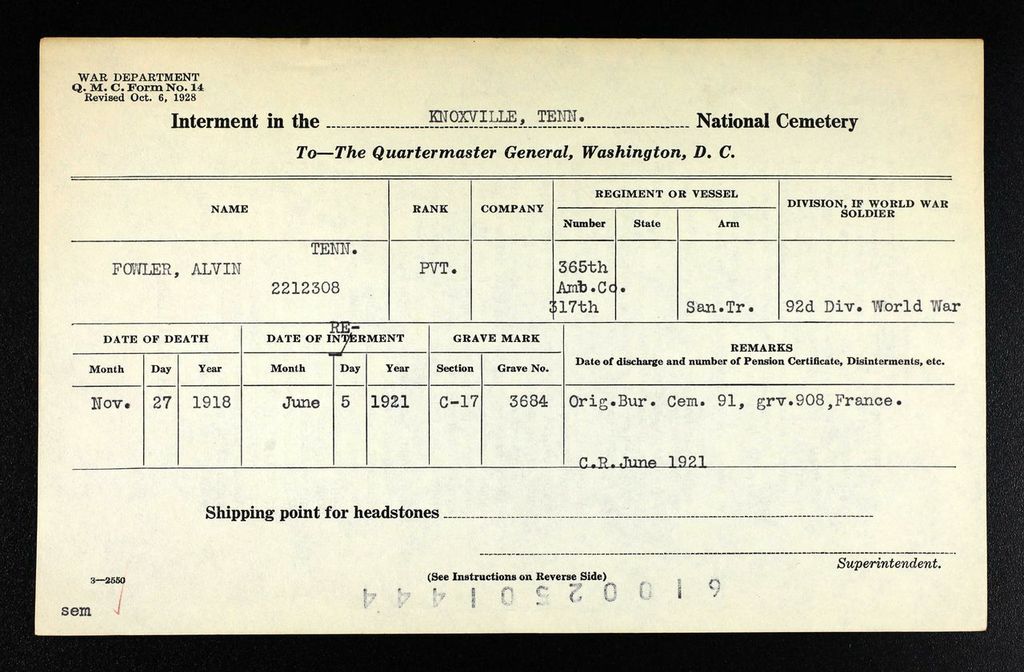 WAR DEPARTMENT
Q. M. C. Form No. 14
Revised Oct. 6, 1928
Interment in the KNOXVILLE, TENN. National Cemetery
To—The Quartermaster General, Washington, D. C.
NAME RANK COMPANY REGIMENT OR VESSEL DIVISION, IF WORLD WAR SOLDIER
Number State Arm
TENN.
FOWLER, ALVIN PVT. 365th
2212308 Amb.Co.
317th San.Tr. 92d Div. World War
RE-
DATE OF DEATH DATE OF INTERMENT GRAVE MARK REMARKS
Date of discharge and number of Pension Certificate, Disinterments, etc.
Month Day Year Month Day Year Section Grave No.
Nov. 27 1918 June 5 1921 C-17 3684 Orig.Bur. Cem. 91, grv.908,France.
C.R.June 1921
Shipping point for headstones
Superintendent.
3—2550
(See Instructions on Reverse Side)
sem